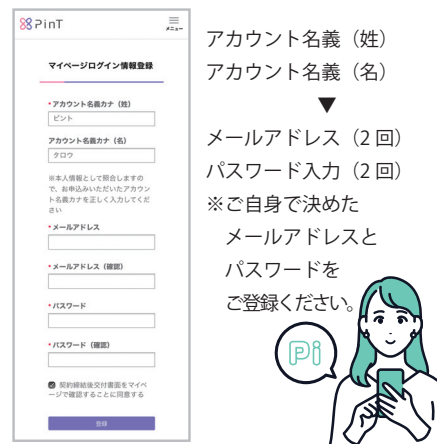 PinT
メニュー
マイページログイン情報登録
・アカウント名義カナ（姓）
ピント
アカウント名義カナ（名）
タロウ
※本人情報として照合しますの
で、お申込みいただいたアカウン
ト名義カナを正しく入力してくだ
さい
・メールアドレス
・メールアドレス（確認）
・パスワード
・パスワード（確認）
契約締結後交付書面をマイペ
ージで確認することに同意する
登録
アカウント名義（姓）
アカウント名義（名）
▼
メールアドレス（2回）
パスワード入力（2回）
※ご自身で決めた
メールアドレスと
パスワードを
ご登録ください。
Pi